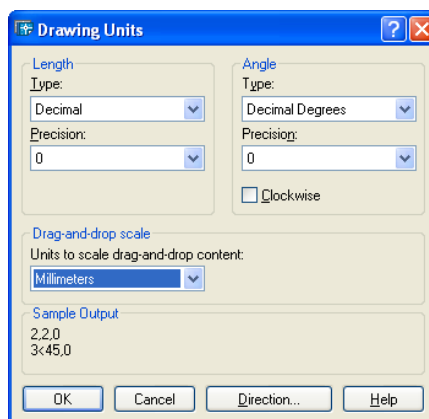 Drawing Units
Length
Type:
Decimal
Precision:
0
Angle
Type:
Decimal Degrees
Precision:
0
Clockwise
Drag-and-drop scale
Units to scale drag-and-drop content:
Millimeters
Sample Output
2,2,0
3<45,0
OK
Cancel
Direction...
Help